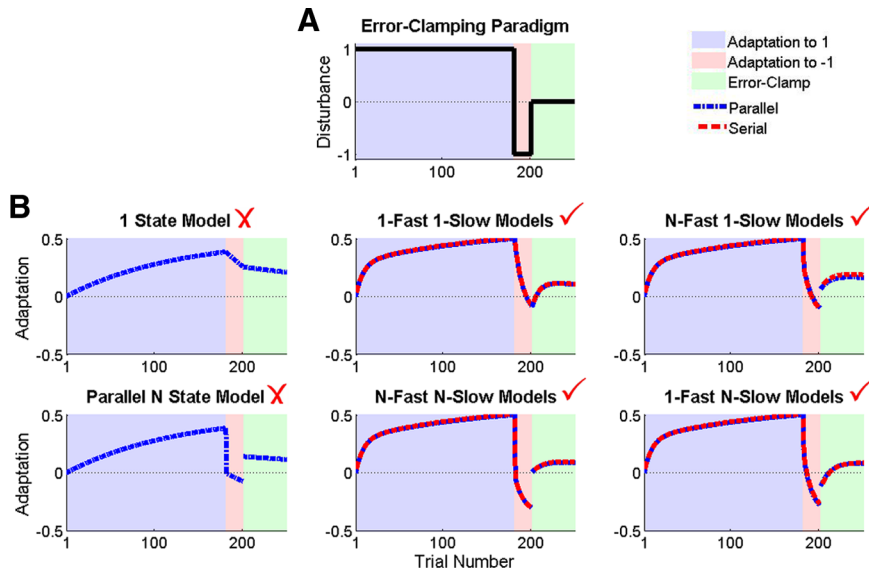 A
Error-Clamping Paradigm
Disturbance
1
0
-1
1
100
200
Adaptation to 1
Adaptation to -1
Error-Clamp
Parallel
Serial
B
1 State Model
Adaptation
0.5
0
-0.5
1
100
200
1-Fast 1-Slow Models
0.5
0
-0.5
1
100
200
N-Fast 1-Slow Models
0.5
0
-0.5
1
100
200
Parallel N State Model
Adaptation
0.5
0
-0.5
1
100
200
N-Fast N-Slow Models
0.5
0
-0.5
1
100
200
1-Fast N-Slow Models
0.5
0
-0.5
1
100
200
Trial Number